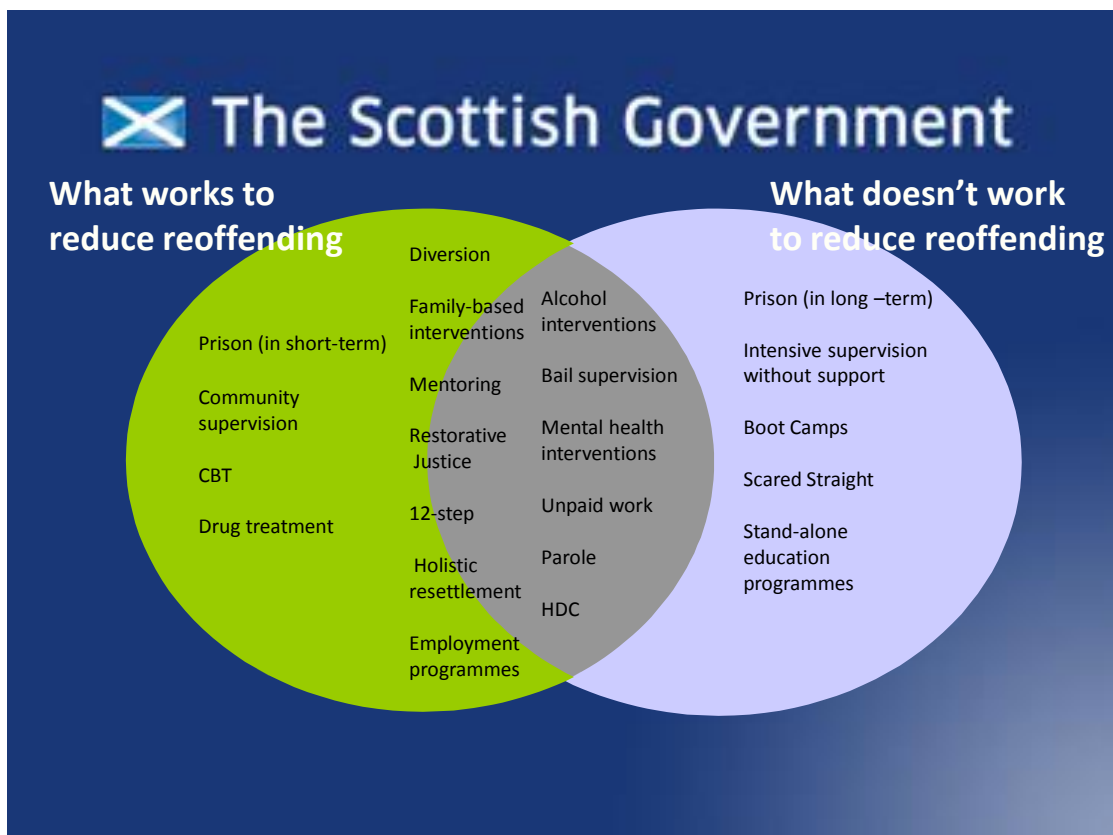 The Scottish Government
What works to
reduce reoffending
What doesn’t work
to reduce reoffending
Prison (in short-term)
Community
supervision
CBT
Drug treatment
Diversion
Family-based
interventions
Mentoring
Restorative
Justice
12-step
Holistic
resettlement
Employment
programmes
Alcohol
interventions
Bail supervision
Mental health
interventions
Unpaid work
Parole
HDC
Prison (in long –term)
Intensive supervision
without support
Boot Camps
Scared Straight
Stand-alone
education
programmes